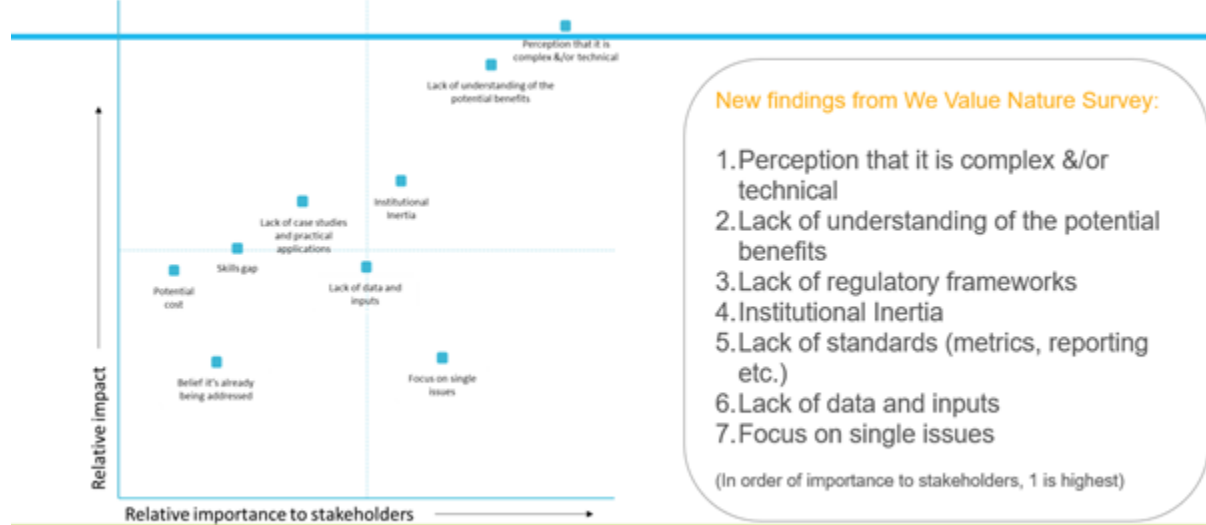 Perception that it is
complex &/or technical
Lack of understanding of the
potential benefits
Institutional
Inertia
Lack of case studies
and practical
applications
Skills gap
Potential
cost
Lack of data and
inputs
Belief it's already
being addressed
Focus on single
issues
Relative impact
Relative importance to stakeholders
New findings from We Value Nature Survey:
1.Perception that it is complex &/or
technical
2.Lack of understanding of the potential
benefits
3.Lack of regulatory frameworks
4.Institutional Inertia
5.Lack of standards (metrics, reporting
etc.)
6.Lack of data and inputs
7.Focus on single issues
(In order of importance to stakeholders, 1 is highest)